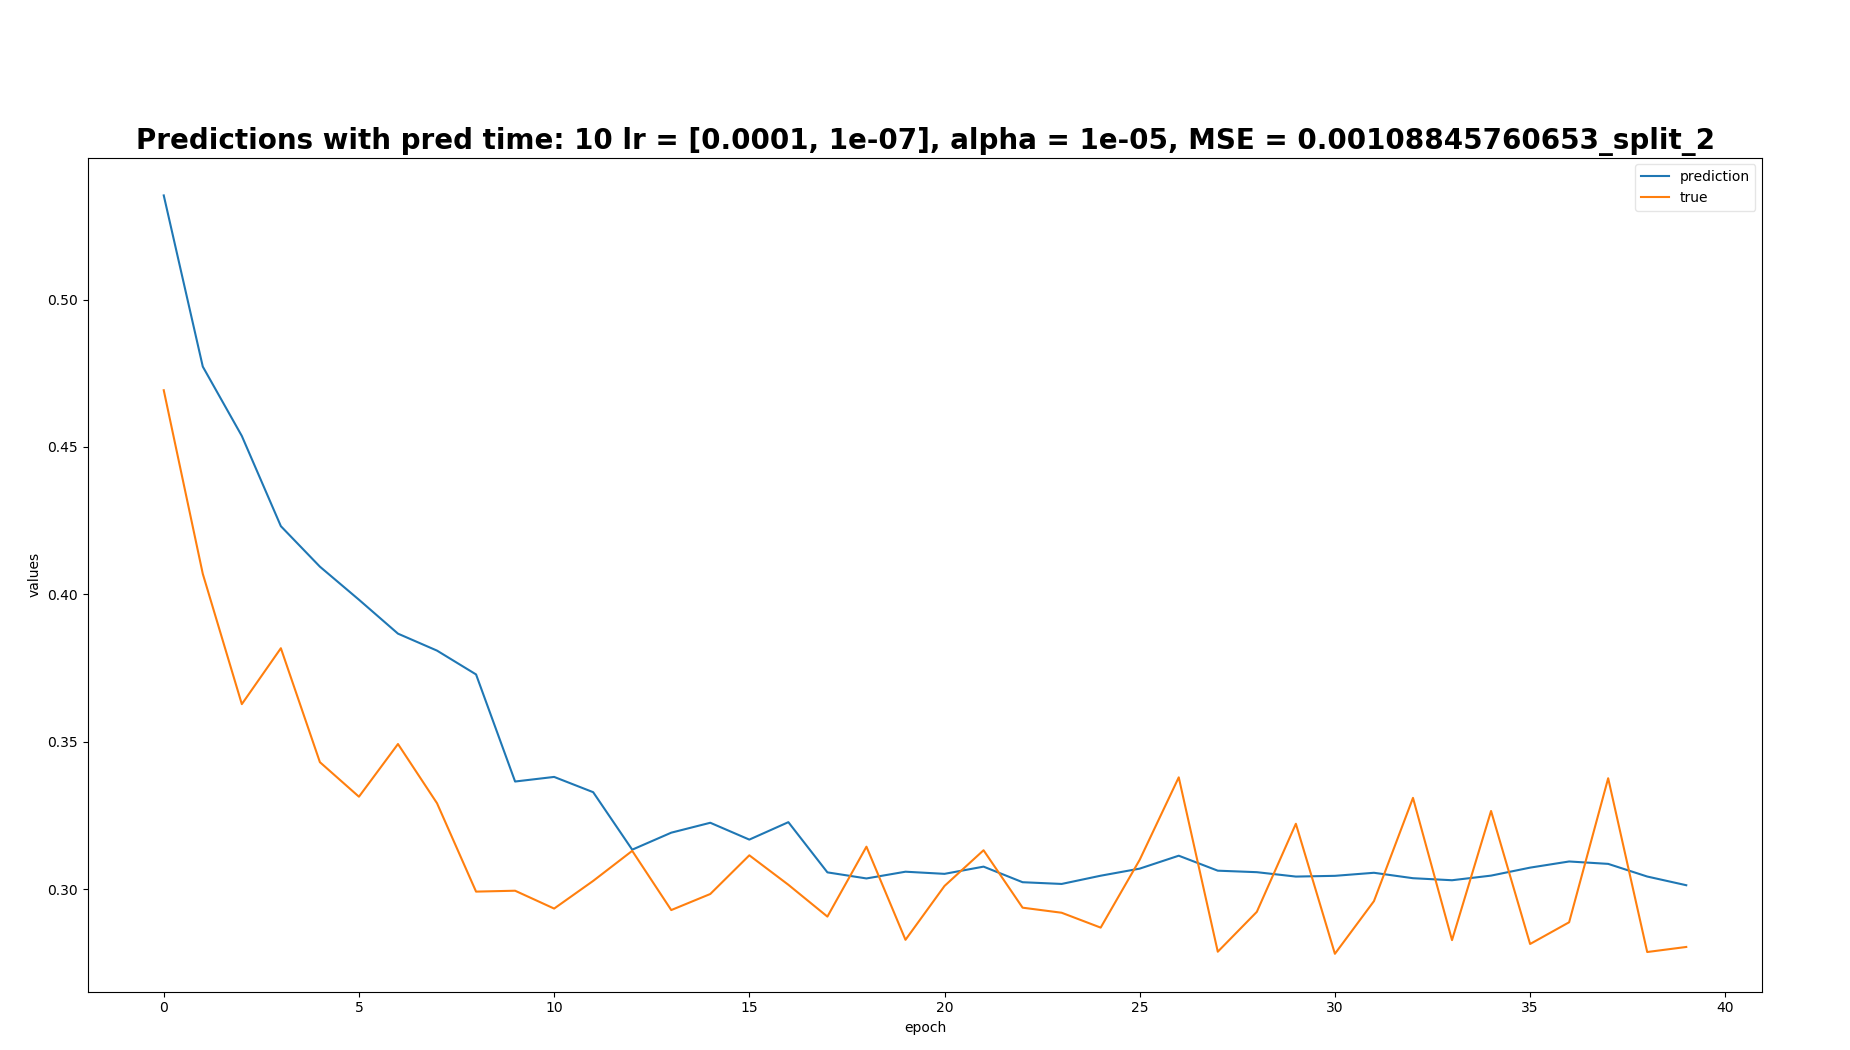 Predictions with pred time: 10 lr = [0.0001, 1e-07], alpha = 1e-05, MSE = 0.00108845760653_split_2
prediction
true
values
0.50
0.45
0.40
0.35
0.30
0 5 10 15 20 25 30 35 40
epoch